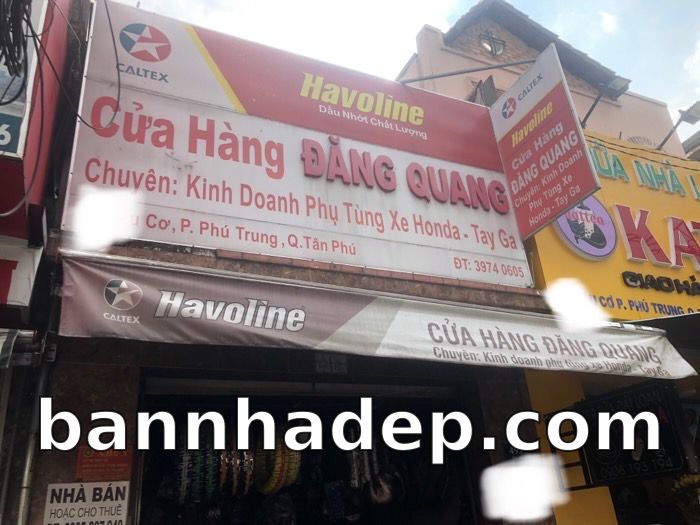 CALTEX
Havoline
Dầu Nhớt Chất Lượng
Cửa Hàng ĐĂNG QUANG
Chuyên: Kinh Doanh Phụ Tùng Xe Honda - Tay Ga
Cơ, P. Phú Trung, Q.Tân Phú
ĐT: 3974 0605
CALTEX
Havoline
Cửa Hàng
ĐĂNG QUANG
Chuyên: Kinh Doanh
Phụ Tùng Xe
Honda - Tay Ga
NHÀ
KA
GIAO
CƠ P. PHÚ TRUNG
CALTEX
Havoline
CỬA HÀNG ĐĂNG QUANG
Chuyên: Kinh doanh phụ tùng xe Honda - Tay Ga
bannhadep.com
NHÀ BÁN
HOẶC CHO THUÊ